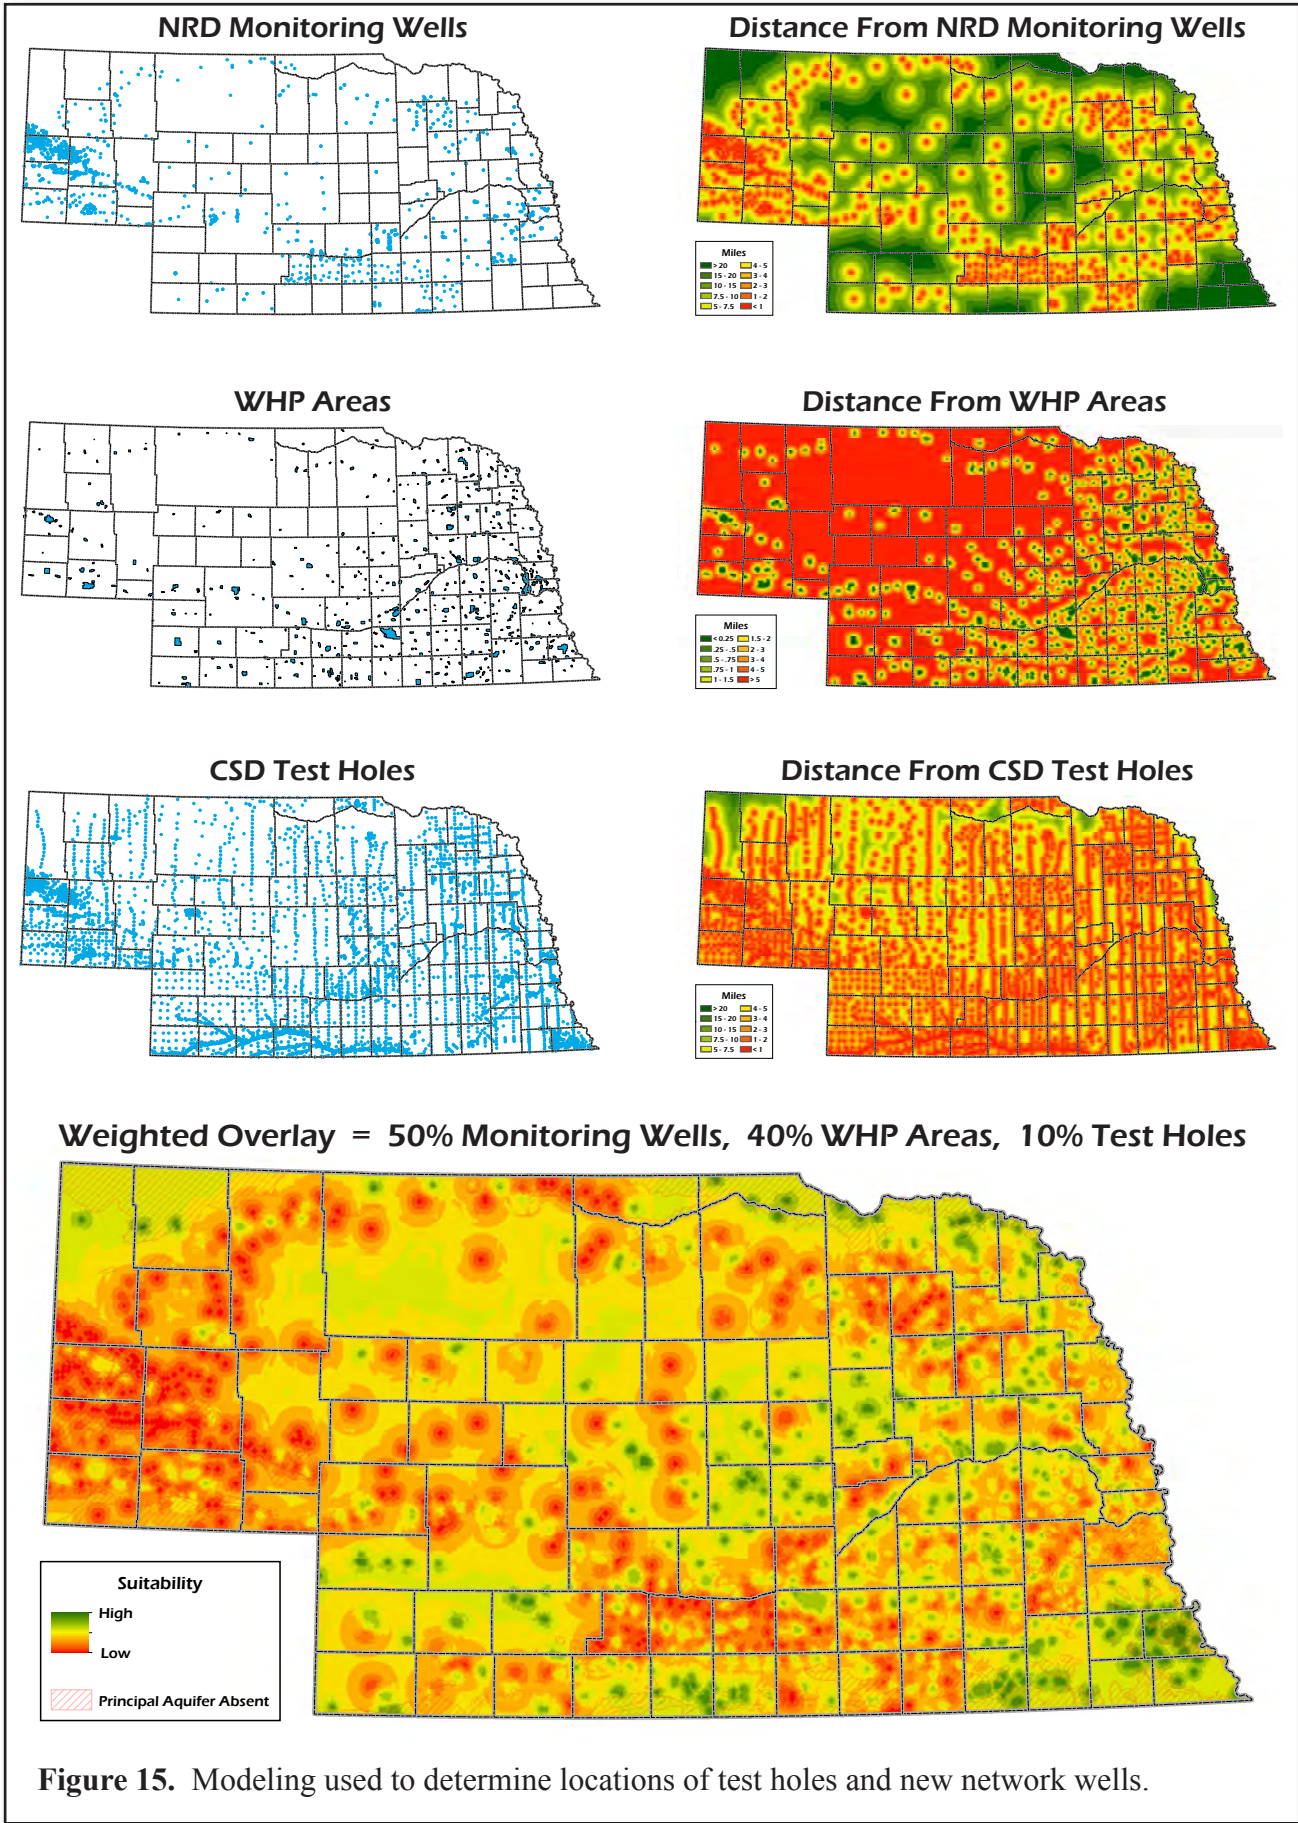 NRD Monitoring Wells
Distance From NRD Monitoring Wells
Miles
> 20
15 - 20
10 - 15
7.5 - 10
5 - 7.5
4 - 5
3 - 4
2 - 3
1 - 2
< 1
WHP Areas
Distance From WHP Areas
Miles
< 0.25
.25 - .5
.5 - .75
.75 - 1
1 - 1.5
1.5 - 2
2 - 3
3 - 4
4 - 5
> 5
CSD Test Holes
Distance From CSD Test Holes
Miles
> 20
15 - 20
10 - 15
7.5 - 10
5 - 7.5
4 - 5
3 - 4
2 - 3
1 - 2
< 1
Weighted Overlay = 50% Monitoring Wells, 40% WHP Areas, 10% Test Holes
Suitability
High
Low
Principal Aquifer Absent
Figure 15. Modeling used to determine locations of test holes and new network wells.